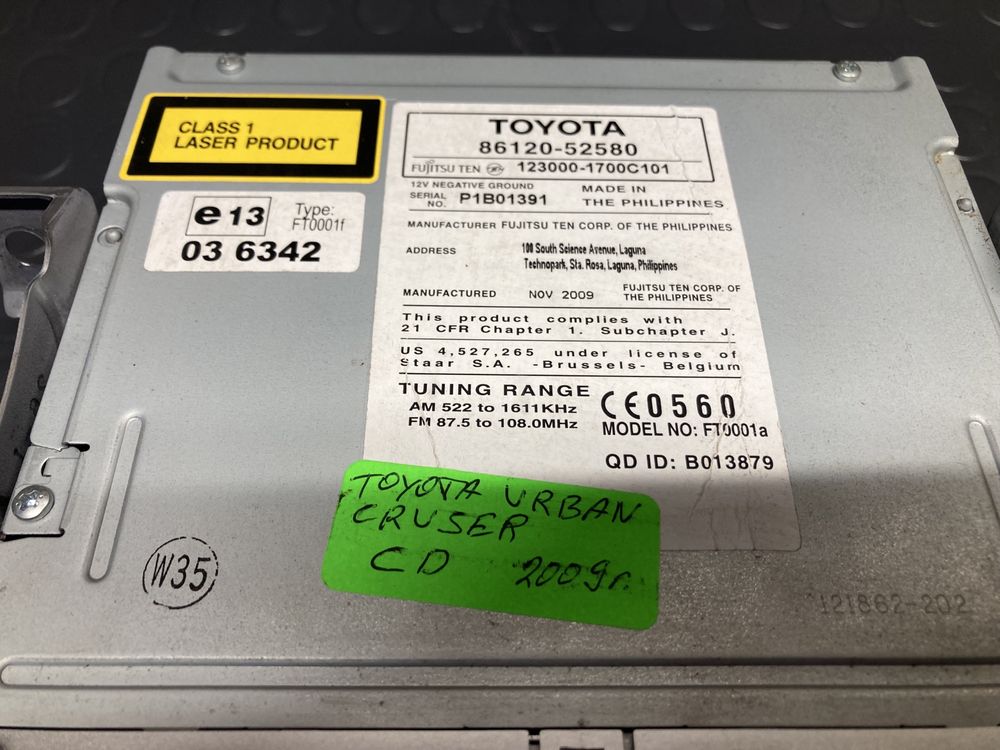 CLASS 1
LASER PRODUCT
e 13
Type:
FT0001f
03 6342
TOYOTA
86120-52580
FUJITSU TEN 123000-1700C101
12V NEGATIVE GROUND
SERIAL NO. P1B01391
MADE IN
THE PHILIPPINES
MANUFACTURER FUJITSU TEN CORP. OF THE PHILIPPINES
ADDRESS
100 South Science Avenue, Laguna
Technopark, Sta. Rosa, Laguna, Philippines
MANUFACTURED NOV 2009
FUJITSU TEN CORP. OF
THE PHILIPPINES
This product complies with
21 CFR Chapter 1. Subchapter J.
US 4,527,265 under license of
Staar S.A. -Brussels- Belgium
TUNING RANGE
AM 522 to 1611KHz
FM 87.5 to 108.0MHz
CE0560
MODEL NO: FT0001a
QD ID: B013879
TOYOTA URBAN
CRUSER
CD 2009г.
W35
121862-202